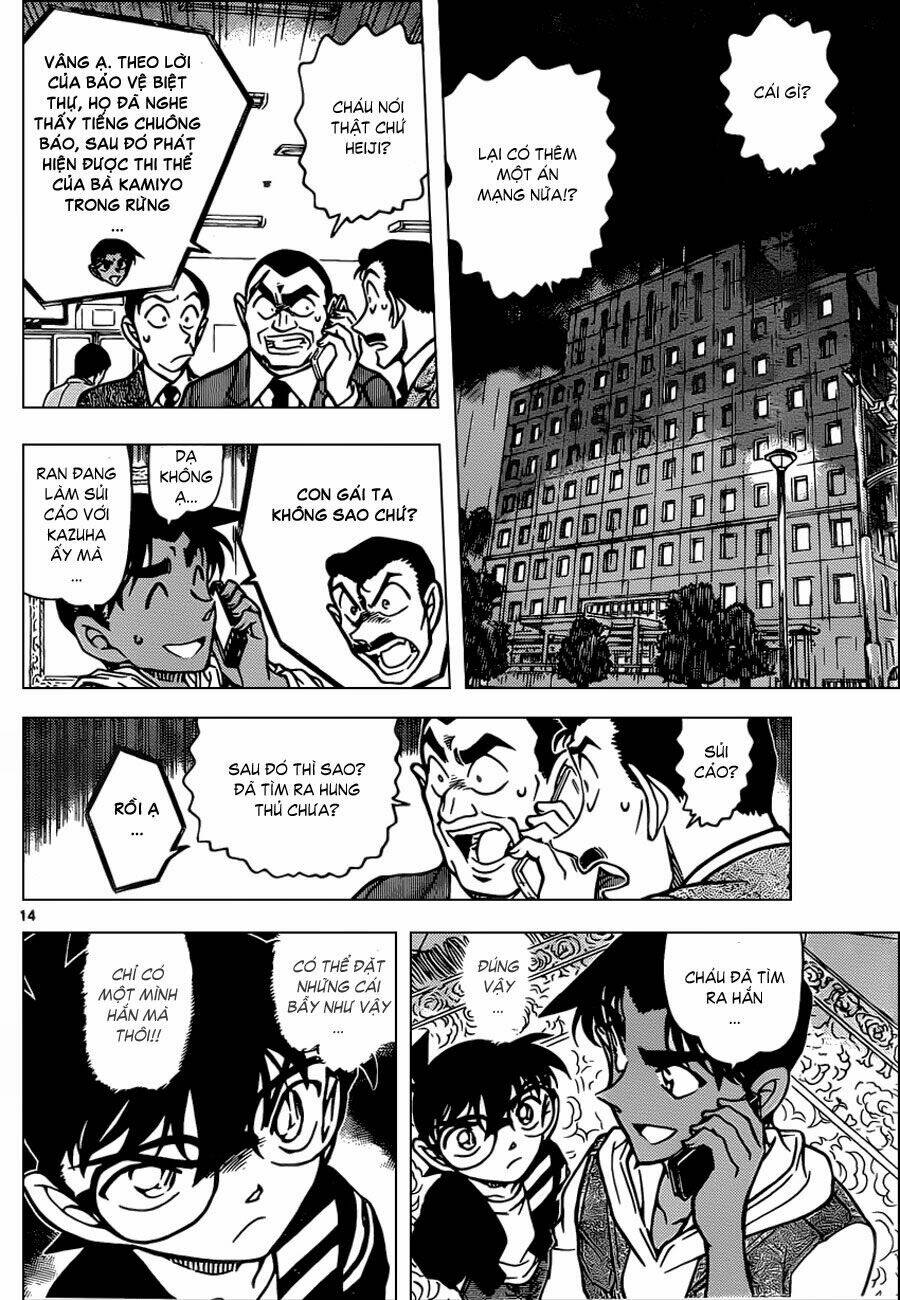 CÁI GÌ?
LẠI CÓ THÊM
MỘT ÁN
MẠNG NỮA!?
CHÁU NÓI
THẬT CHỨ
HEIJI?
VÂNG Ạ. THEO LỜI
CỦA BẢO VỆ BIỆT
THỰ, HỌ ĐÃ NGHE
THẤY TIẾNG CHUÔNG
BÁO, SAU ĐÓ PHÁT
HIỆN ĐƯỢC THI THỂ
CỦA BÀ KAMIYO
TRONG RỪNG
...
CON GÁI TA
KHÔNG SAO CHỨ?
DẠ
KHÔNG
Ạ...
RAN ĐANG
LÀM SỦI
CẢO VỚI
KAZUHA
ẤY MÀ
...
SỦI
CẢO?
SAU ĐÓ THÌ SAO?
ĐÃ TÌM RA HUNG
THỦ CHƯA?
RỒI Ạ
...
14
CHÁU ĐÃ TÌM
RA HẮN
...
ĐÚNG
VẬY
...
CÓ THỂ ĐẶT
NHỮNG CÁI
BẪY NHƯ VẬY
...
CHỈ CÓ
MỘT MÌNH
HẮN MÀ
THÔI!!